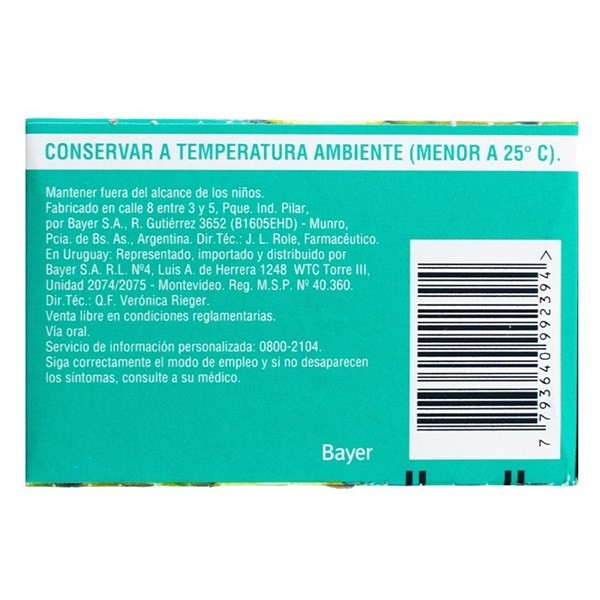 CONSERVAR A TEMPERATURA AMBIENTE (MENOR A 25º C).
Mantener fuera del alcance de los niños.
Fabricado en calle 8 entre 3 y 5, Pque. Ind. Pilar,
por Bayer S.A., R. Gutiérrez 3652 (B1605EHD) - Munro,
Pcia. de Bs. As., Argentina. Dir.Téc.: J. L. Role, Farmacéutico.
En Uruguay: Representado, importado y distribuido por
Bayer S.A. R.L. Nº4, Luis A. de Herrera 1248 WTC Torre III,
Unidad 2074/2075 - Montevideo. Reg. M.S.P. Nº 40.360.
Dir.Téc.: Q.F. Verónica Rieger.
Venta libre en condiciones reglamentarias.
Vía oral.
Servicio de información personalizada: 0800-2104.
Siga correctamente el modo de empleo y si no desaparecen
los síntomas, consulte a su médico.
Bayer
7 793640 992394 >